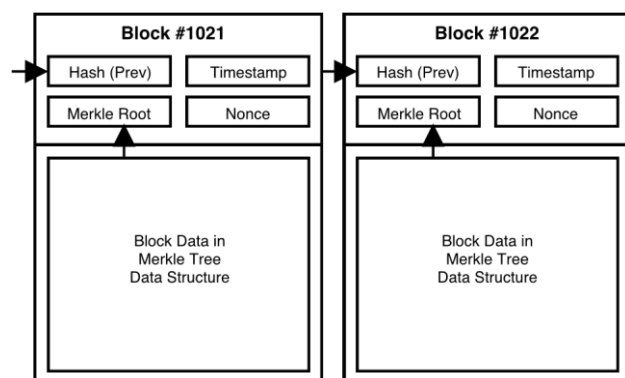 Block #1021
Hash (Prev)
Timestamp
Merkle Root
Nonce
Block Data in
Merkle Tree
Data Structure
Block #1022
Hash (Prev)
Timestamp
Merkle Root
Nonce
Block Data in
Merkle Tree
Data Structure